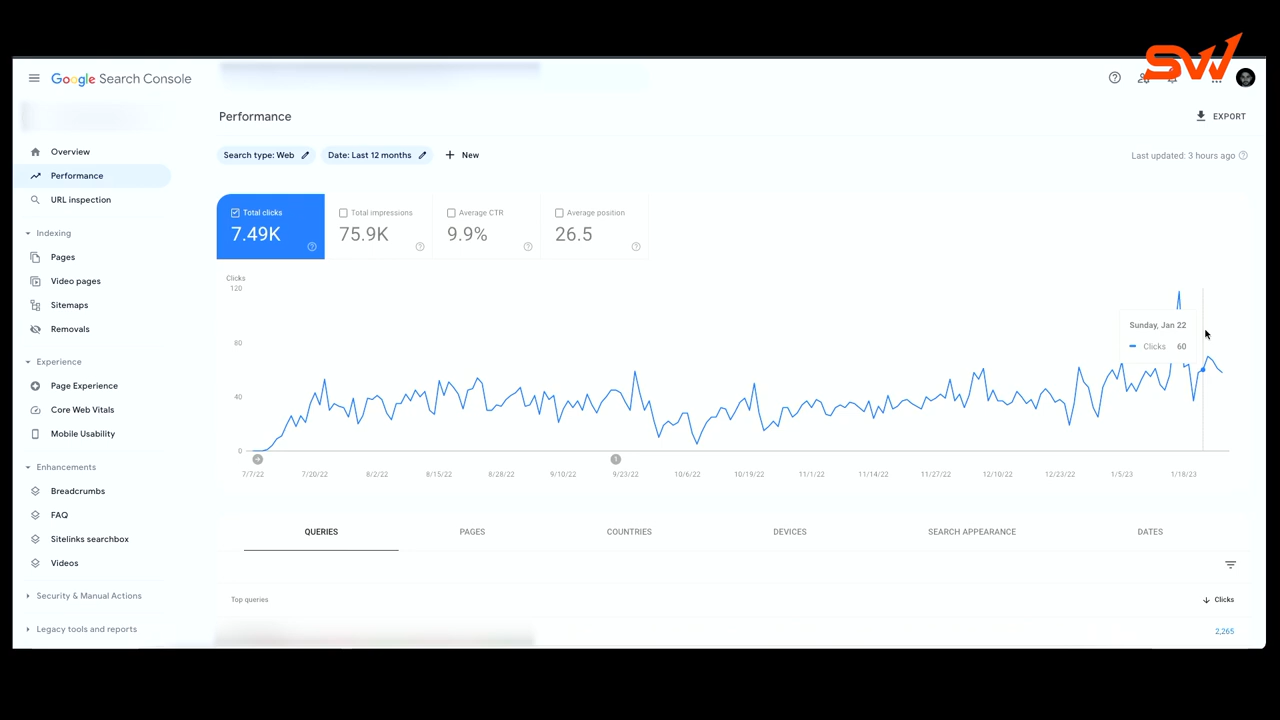 SW
Google Search Console
Performance
EXPORT
Search type: Web
Date: Last 12 months
New
Last updated: 3 hours ago
Overview
Performance
URL inspection
Indexing
Pages
Video pages
Sitemaps
Removals
Experience
Page Experience
Core Web Vitals
Mobile Usability
Enhancements
Breadcrumbs
FAQ
Sitelinks searchbox
Videos
Security & Manual Actions
Legacy tools and reports
Total clicks
7.49K
Total impressions
75.9K
Average CTR
9.9%
Average position
26.5
Clicks
120
80
40
0
Sunday, Jan 22
Clicks 60
1
7/7/22 7/20/22 8/2/22 8/15/22 8/28/22 9/10/22 9/23/22 10/6/22 10/19/22 11/1/22 11/14/22 11/27/22 12/10/22 12/23/22 1/5/23 1/18/23
QUERIES PAGES COUNTRIES DEVICES SEARCH APPEARANCE DATES
Top queries
Clicks
2,265